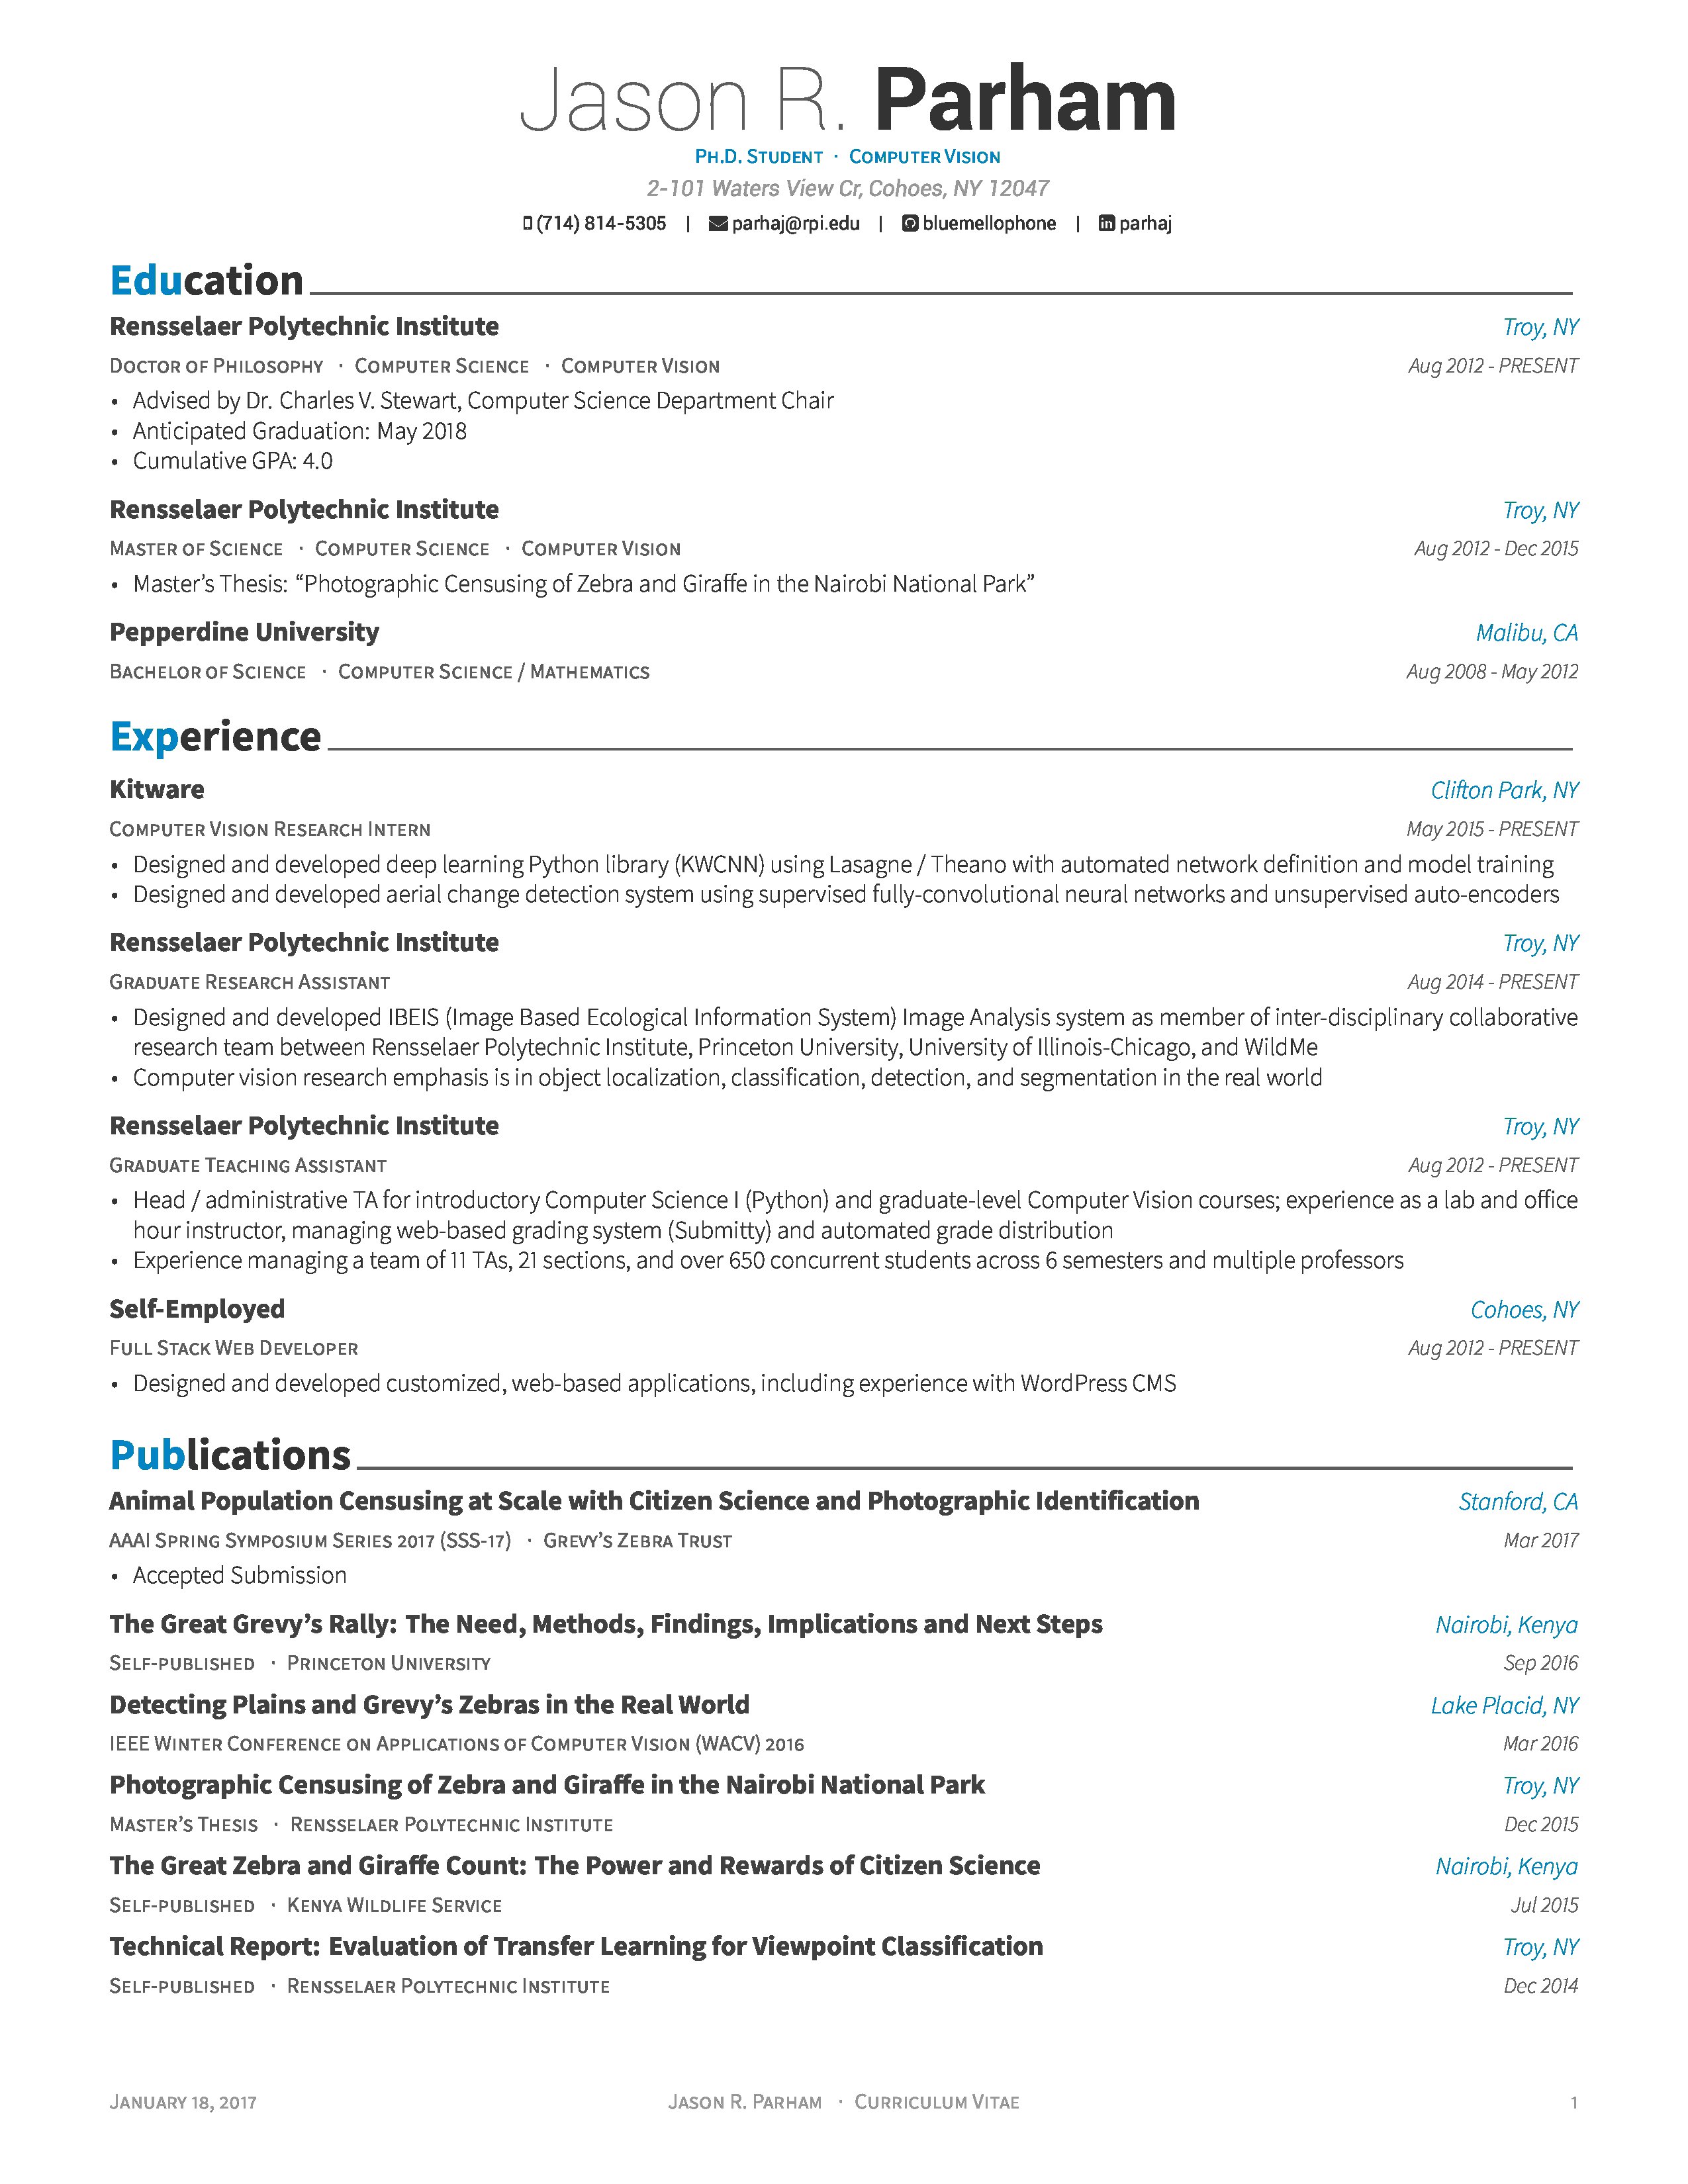 Jason R. Parham
Ph.D. Student · Computer Vision
2-101 Waters View Cr, Cohoes, NY 12047
(714) 814-5305 | parhaj@rpi.edu | bluemellophone | parhaj
Education
Rensselaer Polytechnic Institute Troy, NY
Doctor of Philosophy · Computer Science · Computer Vision Aug 2012 - PRESENT
• Advised by Dr. Charles V. Stewart, Computer Science Department Chair
• Anticipated Graduation: May 2018
• Cumulative GPA: 4.0
Rensselaer Polytechnic Institute Troy, NY
Master of Science · Computer Science · Computer Vision Aug 2012 - Dec 2015
• Master’s Thesis: “Photographic Censusing of Zebra and Giraffe in the Nairobi National Park”
Pepperdine University Malibu, CA
Bachelor of Science · Computer Science / Mathematics Aug 2008 - May 2012
Experience
Kitware Clifton Park, NY
Computer Vision Research Intern May 2015 - PRESENT
• Designed and developed deep learning Python library (KWCNN) using Lasagne / Theano with automated network definition and model training
• Designed and developed aerial change detection system using supervised fully-convolutional neural networks and unsupervised auto-encoders
Rensselaer Polytechnic Institute Troy, NY
Graduate Research Assistant Aug 2014 - PRESENT
• Designed and developed IBEIS (Image Based Ecological Information System) Image Analysis system as member of inter-disciplinary collaborative
research team between Rensselaer Polytechnic Institute, Princeton University, University of Illinois-Chicago, and WildMe
• Computer vision research emphasis is in object localization, classification, detection, and segmentation in the real world
Rensselaer Polytechnic Institute Troy, NY
Graduate Teaching Assistant Aug 2012 - PRESENT
• Head / administrative TA for introductory Computer Science I (Python) and graduate-level Computer Vision courses; experience as a lab and office
hour instructor, managing web-based grading system (Submitty) and automated grade distribution
• Experience managing a team of 11 TAs, 21 sections, and over 650 concurrent students across 6 semesters and multiple professors
Self-Employed Cohoes, NY
Full Stack Web Developer Aug 2012 - PRESENT
• Designed and developed customized, web-based applications, including experience with WordPress CMS
Publications
Animal Population Censusing at Scale with Citizen Science and Photographic Identification Stanford, CA
AAAI Spring Symposium Series 2017 (SSS-17) · Grevy’s Zebra Trust Mar 2017
• Accepted Submission
The Great Grevy’s Rally: The Need, Methods, Findings, Implications and Next Steps Nairobi, Kenya
Self-published · Princeton University Sep 2016
Detecting Plains and Grevy’s Zebras in the Real World Lake Placid, NY
IEEE Winter Conference on Applications of Computer Vision (WACV) 2016 Mar 2016
Photographic Censusing of Zebra and Giraffe in the Nairobi National Park Troy, NY
Master’s Thesis · Rensselaer Polytechnic Institute Dec 2015
The Great Zebra and Giraffe Count: The Power and Rewards of Citizen Science Nairobi, Kenya
Self-published · Kenya Wildlife Service Jul 2015
Technical Report: Evaluation of Transfer Learning for Viewpoint Classification Troy, NY
Self-published · Rensselaer Polytechnic Institute Dec 2014
January 18, 2017 Jason R. Parham · Curriculum Vitae 1